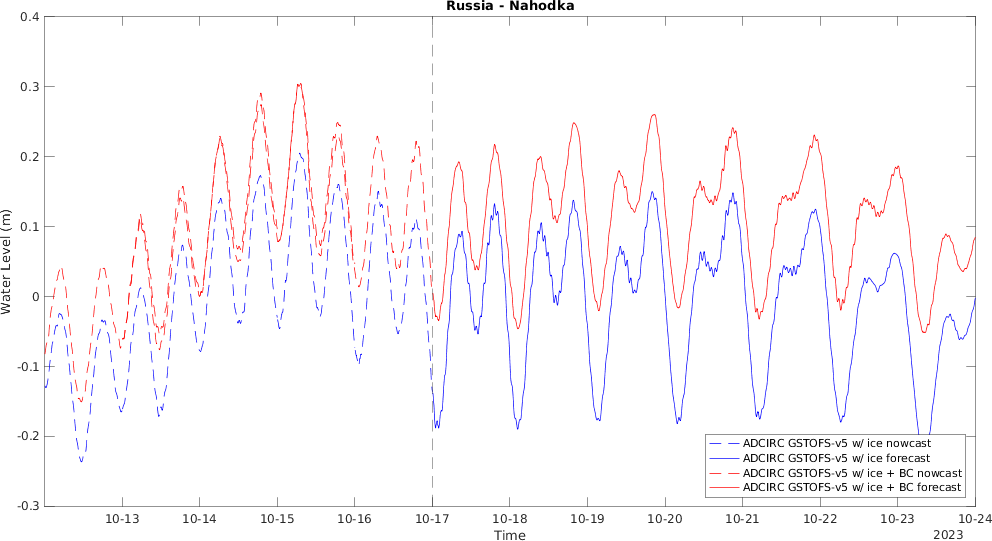 Russia - Nahodka
0.4
0.3
0.2
0.1
0
-0.1
-0.2
-0.3
Water Level (m)
ADCIRC GSTOFS-v5 w/ ice nowcast
ADCIRC GSTOFS-v5 w/ ice forecast
ADCIRC GSTOFS-v5 w/ ice + BC nowcast
ADCIRC GSTOFS-v5 w/ ice + BC forecast
10-13 10-14 10-15 10-16 10-17 10-18 10-19 10-20 10-21 10-22 10-23 10-24
Time
2023